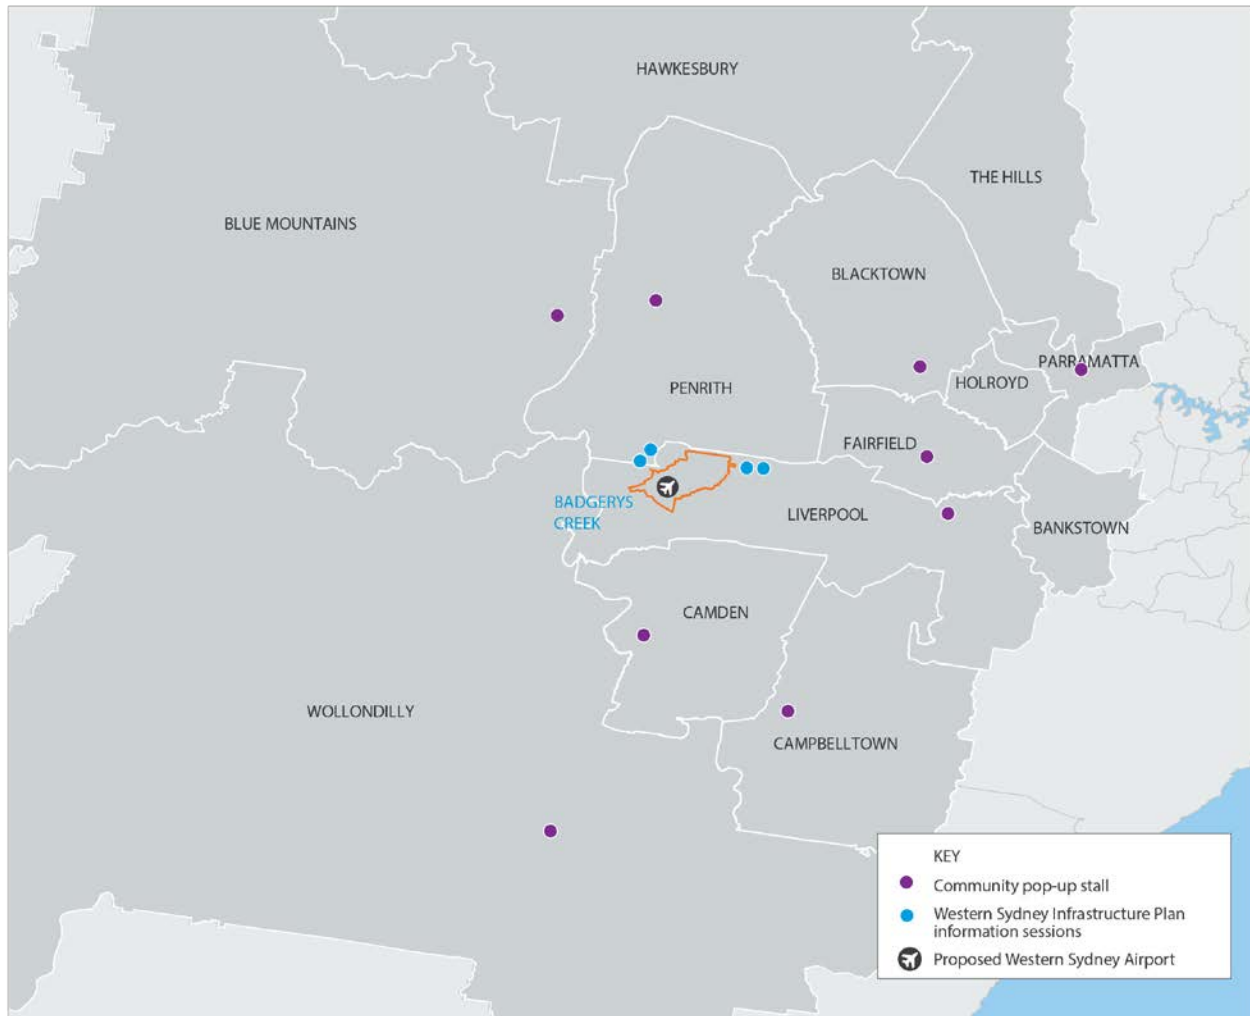 HAWKESBURY
THE HILLS
BLUE MOUNTAINS
BLACKTOWN
PARRAMATTA
HOLROYD
PENRITH
FAIRFIELD
BADGERYS
CREEK
LIVERPOOL
BANKSTOWN
CAMDEN
WOLLONDILLY
CAMPBELLTOWN
KEY
Community pop-up stall
Western Sydney Infrastructure Plan
information sessions
Proposed Western Sydney Airport